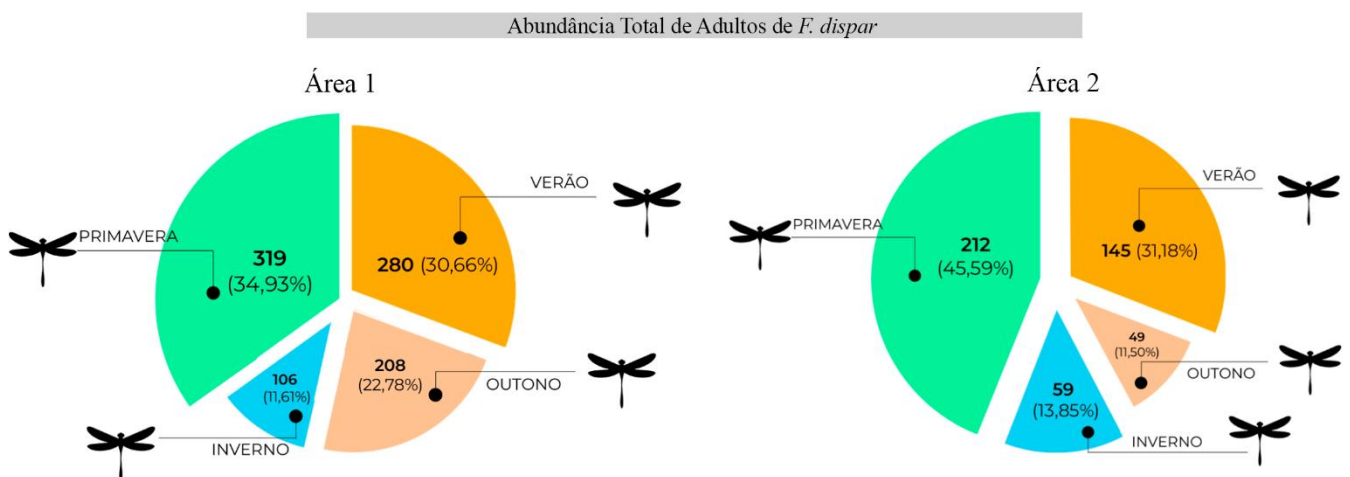 Abundância Total de Adultos de F. dispar
Área 1
VERÃO
PRIMAVERA
319
(34,93%)
280 (30,66%)
106
(11,61%)
208
(22,78%)
OUTONO
INVERNO
Área 2
VERÃO
PRIMAVERA
212
(45,59%)
145 (31,18%)
49
(11,50%)
OUTONO
59
(13,85%)
INVERNO